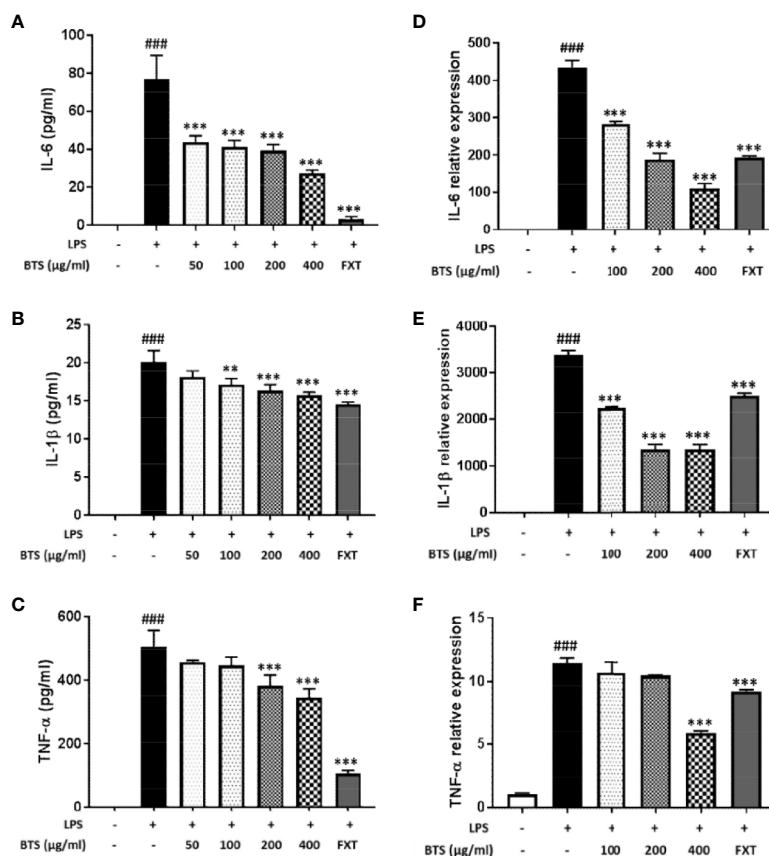 A
IL-6 (pg/ml)
100
80
60
40
20
0
###
*** *** *** *** ***
LPS - + + + + + +
BTS (µg/ml) - - 50 100 200 400 FXT
D
IL-6 relative expression
500
400
300
200
100
0
###
*** *** *** ***
LPS - + + + + +
BTS (µg/ml) - - 100 200 400 FXT
B
IL-1β (pg/ml)
25
20
15
10
5
0
###
** *** *** ***
LPS - + + + + + +
BTS (µg/ml) - - 50 100 200 400 FXT
E
IL-1β relative expression
4000
3000
2000
1000
0
###
*** *** *** ***
LPS - + + + + +
BTS (µg/ml) - - 100 200 400 FXT
C
TNF-α (pg/ml)
600
400
200
0
###
*** *** ***
LPS - + + + + + +
BTS (µg/ml) - - 50 100 200 400 FXT
F
TNF-α relative expression
15
10
5
0
###
*** ***
LPS - + + + + +
BTS (µg/ml) - - 100 200 400 FXT